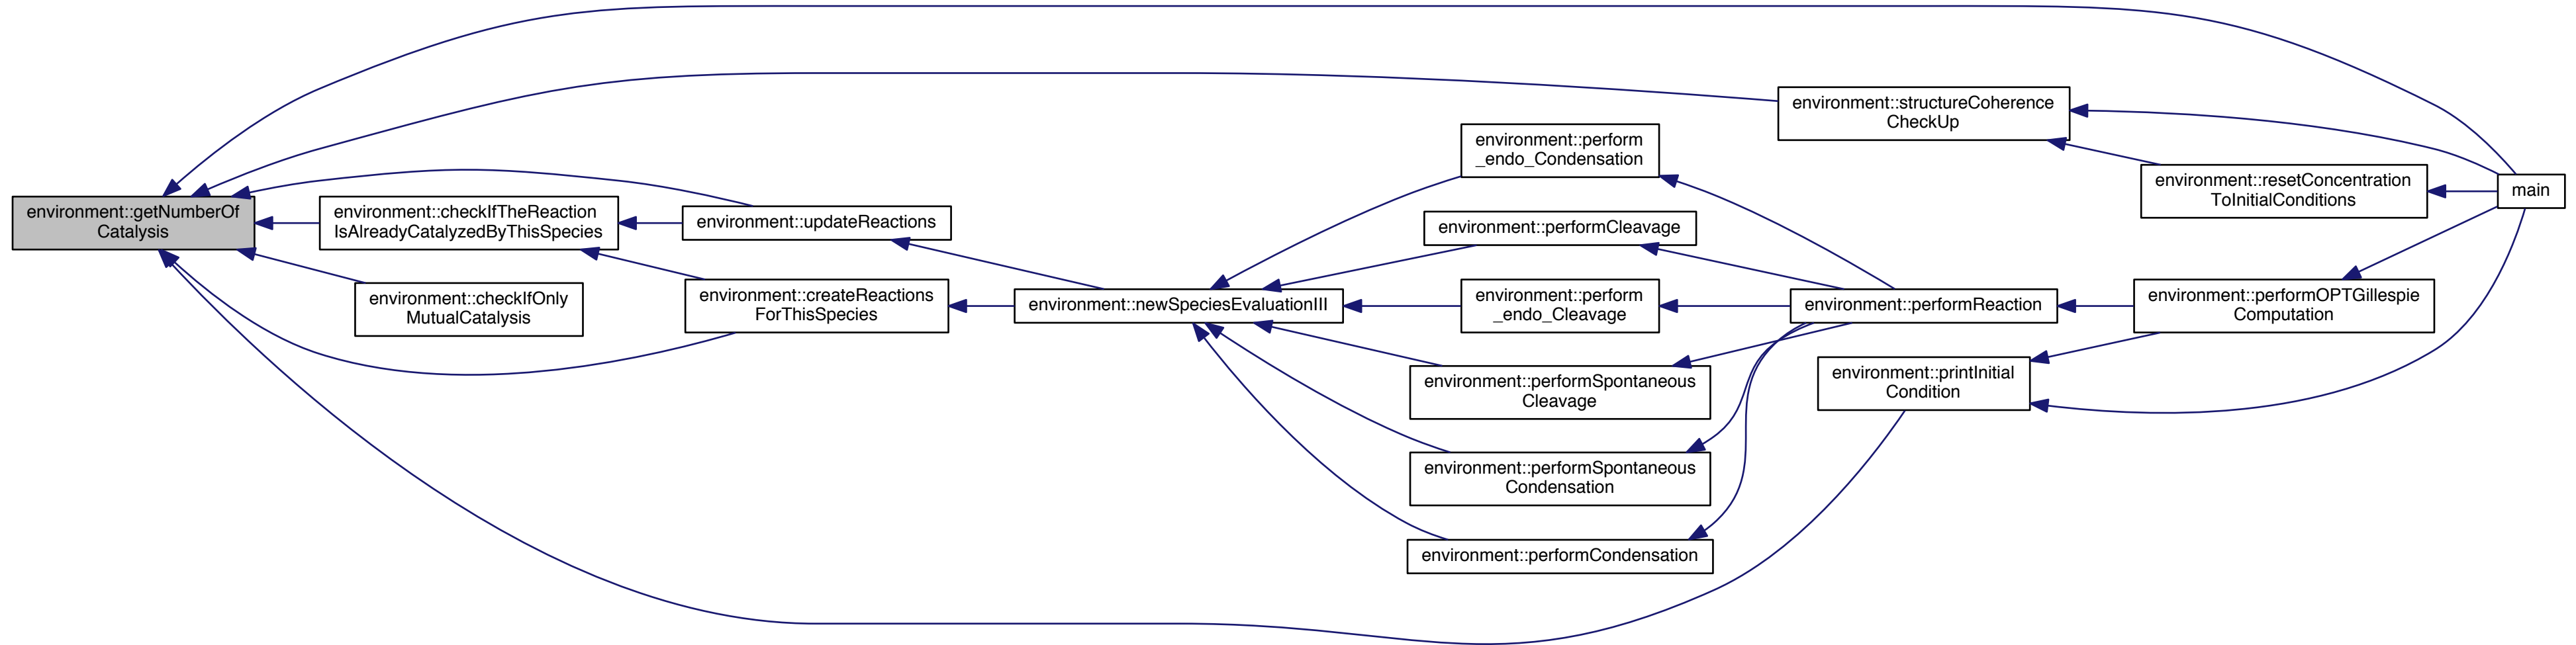 environment::getNumberOf
Catalysis
environment::checkIfTheReaction
IsAlreadyCatalyzedByThisSpecies
environment::checkIfOnly
MutualCatalysis
environment::updateReactions
environment::createReactions
ForThisSpecies
environment::newSpeciesEvaluationIII
environment::perform
_endo_Condensation
environment::performCleavage
environment::perform
_endo_Cleavage
environment::performSpontaneous
Cleavage
environment::performSpontaneous
Condensation
environment::performCondensation
environment::structureCoherence
CheckUp
environment::performReaction
environment::printInitial
Condition
environment::resetConcentration
ToInitialConditions
environment::performOPTGillespie
Computation
main